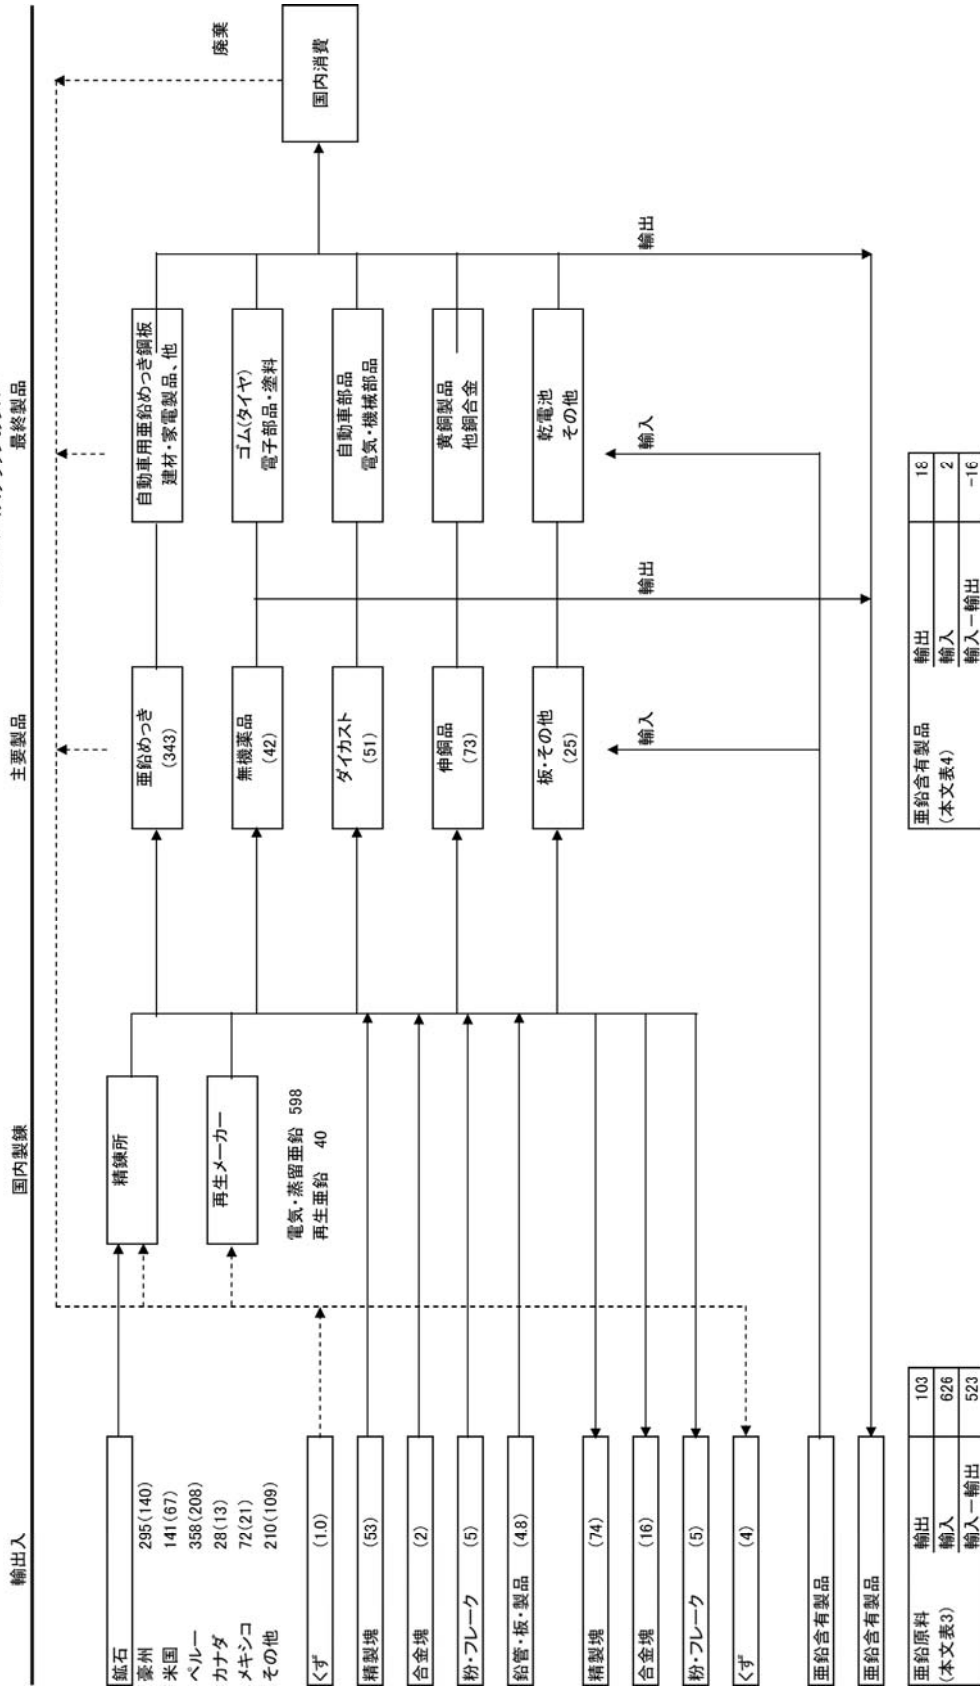 輸出入
国内製錬
主要製品
最終製品
鉱石
豪州 295(140)
米国 141(67)
ペルー 358(208)
カナダ 28(13)
メキシコ 72(21)
その他 210(109)
くず (1.0)
精製塊 (53)
合金塊 (2)
粉・フレーク (5)
鉛管・板・製品 (4.8)
精製塊 (74)
合金塊 (16)
粉・フレーク (5)
くず (4)
亜鉛含有製品
亜鉛含有製品
精錬所
再生メーカー
電気・蒸留亜鉛 598
再生亜鉛 40
亜鉛めっき
(343)
無機薬品
(42)
ダイカスト
(51)
伸銅品
(73)
板・その他
(25)
輸入
輸出
自動車用亜鉛めっき鋼板
建材・家電製品、他
ゴム(タイヤ)
電子部品・塗料
自動車部品
電気・機械部品
黄銅製品
他銅合金
乾電池
その他
輸入
輸出
国内消費
廃棄
亜鉛原料 輸出 103
(本文表3) 輸入 626
輸入－輸出 523
亜鉛含有製品 輸出 18
(本文表4) 輸入 2
輸入－輸出 -16